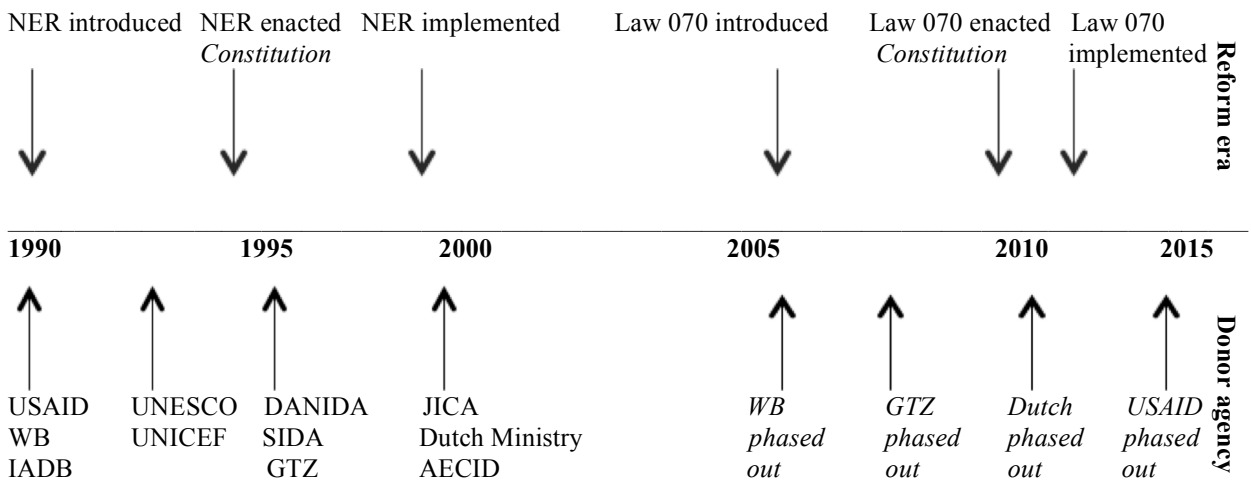 NER introduced NER enacted NER implemented Law 070 introduced Law 070 enacted Law 070
Constitution Constitution implemented
Reform era
1990 1995 2000 2005 2010 2015
USAID UNESCO DANIDA JICA WB GTZ Dutch USAID
WB UNICEF SIDA Dutch Ministry phased phased phased phased
IADB GTZ AECID out out out out
Donor agency